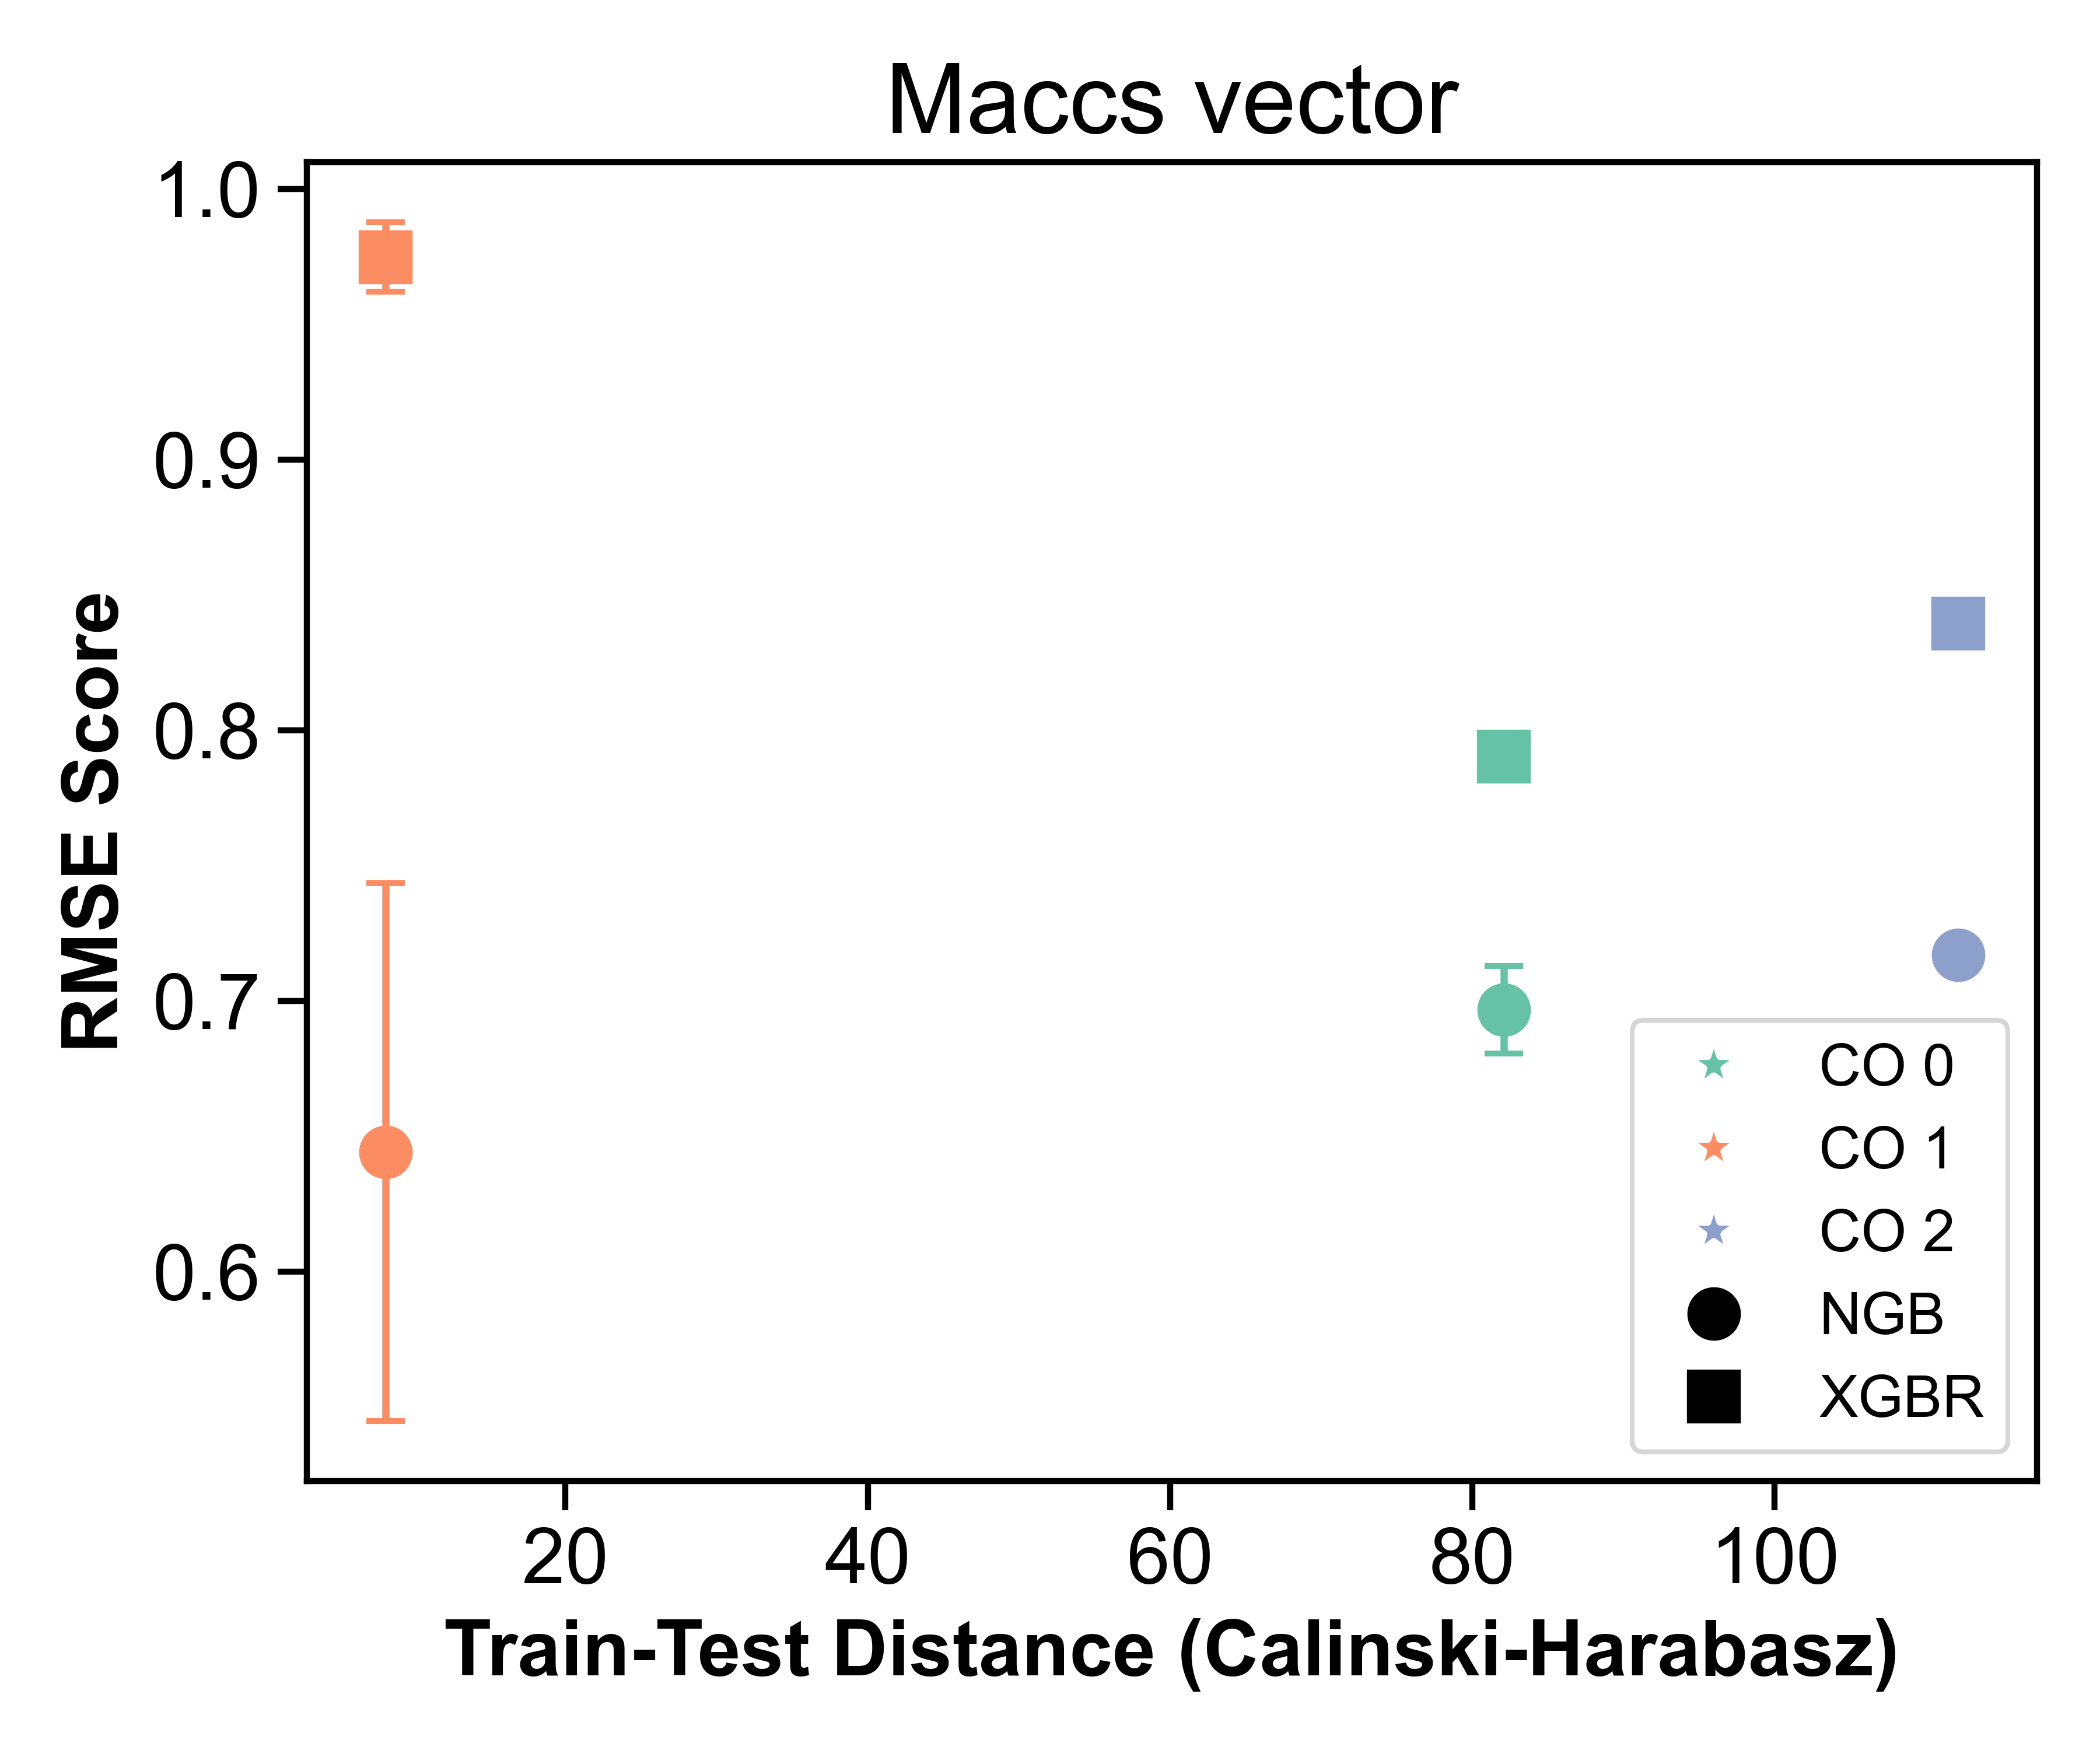 Maccs vector
1.0
0.9
0.8
0.7
0.6
RMSE Score
CO 0
CO 1
CO 2
NGB
XGBR
20 40 60 80 100
Train-Test Distance (Calinski-Harabasz)